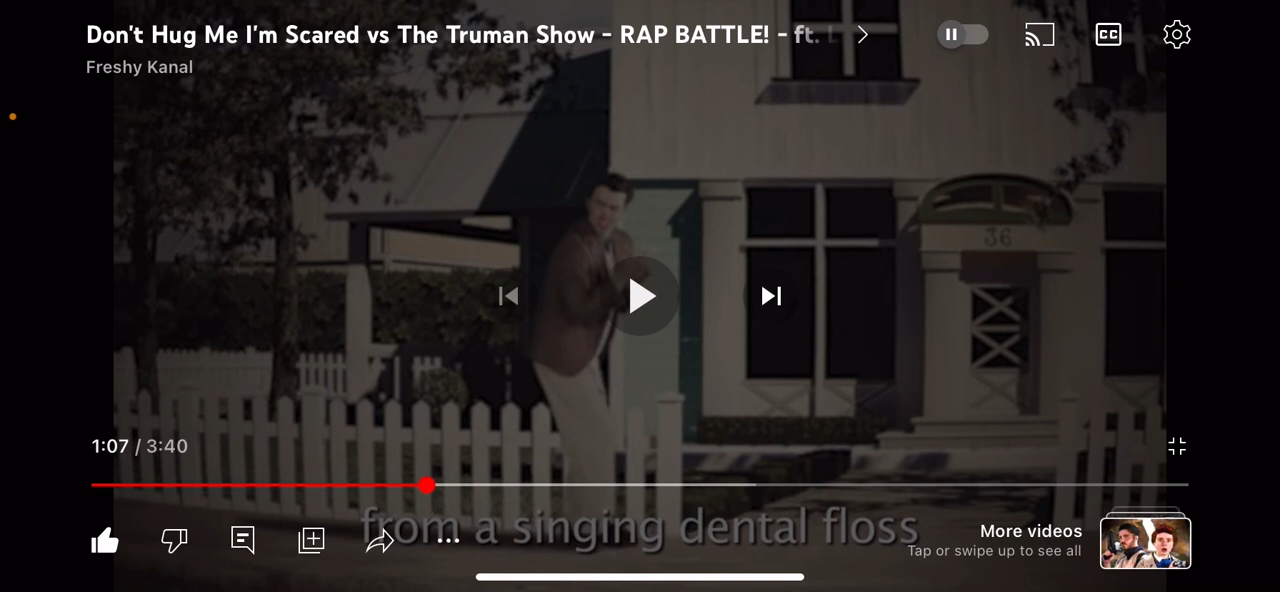 Don't Hug Me I'm Scared vs The Truman Show - RAP BATTLE! - ft.
Freshy Kanal
CC
36
1:07 / 3:40
from a singing dental floss
More videos
Tap or swipe up to see all